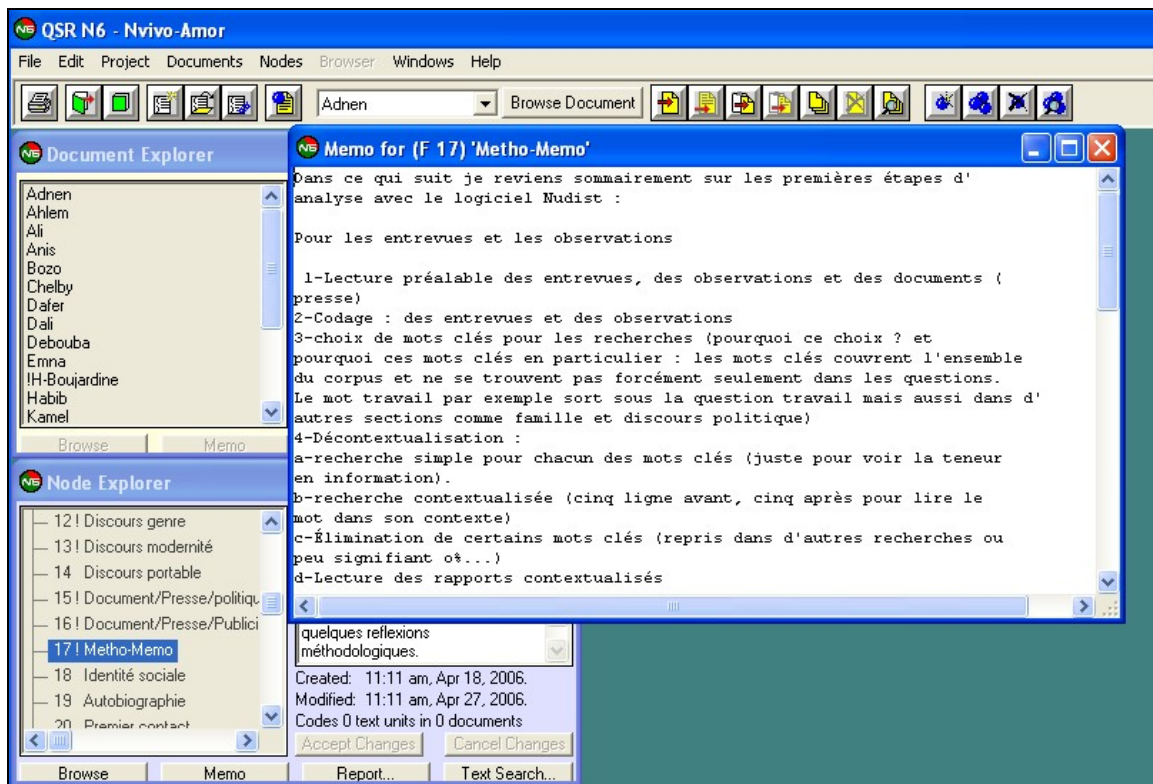 QSR N6 - Nvivo-Amor
File Edit Project Documents Nodes Browser Windows Help
Adnen Browse Document
Document Explorer
Adnen
Ahlem
Ali
Anis
Bozo
Chelby
Dafer
Dali
Debouba
Emna
!H-Boujardine
Habib
Kamel
Browse Memo
Memo for (F 17) 'Metho-Memo'
Dans ce qui suit je reviens sommairement sur les premières étapes d'
analyse avec le logiciel Nudist :
Pour les entrevues et les observations
1-Lecture préalable des entrevues, des observations et des documents (
presse)
2-Codage : des entrevues et des observations
3-choix de mots clés pour les recherches (pourquoi ce choix ? et
pourquoi ces mots clés en particulier : les mots clés couvrent l'ensemble
du corpus et ne se trouvent pas forcément seulement dans les questions.
Le mot travail par exemple sort sous la question travail mais aussi dans d'
autres sections comme famille et discours politique)
4-Décontextualisation :
a-recherche simple pour chacun des mots clés (juste pour voir la teneur
en information).
b-recherche contextualisée (cinq ligne avant, cinq après pour lire le
mot dans son contexte)
c-Élimination de certains mots clés (repris dans d'autres recherches ou
peu signifiant o%...)
d-Lecture des rapports contextualisés
Node Explorer
12 ! Discours genre
13 ! Discours modernité
14 Discours portable
15 ! Document/Presse/politiqu
16 ! Document/Presse/Publici
17 ! Metho-Memo
18 Identité sociale
19 Autobiographie
20 Premier contact
Browse Memo
quelques reflexions
méthodologiques.
Created: 11:11 am, Apr 18, 2006.
Modified: 11:11 am, Apr 27, 2006.
Codes 0 text units in 0 documents
Accept Changes Cancel Changes
Report... Text Search...